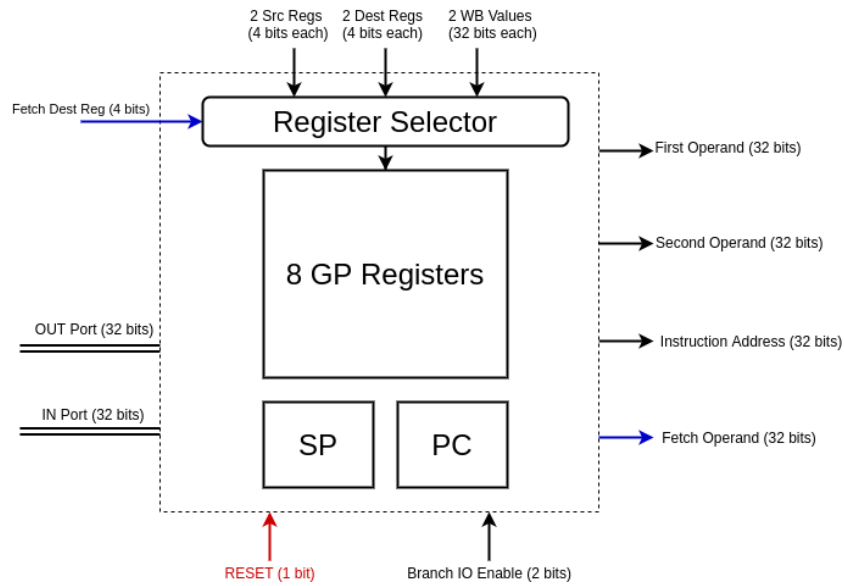 2 Src Regs
(4 bits each)
2 Dest Regs
(4 bits each)
2 WB Values
(32 bits each)
Fetch Dest Reg (4 bits)
Register Selector
First Operand (32 bits)
8 GP Registers
Second Operand (32 bits)
OUT Port (32 bits)
Instruction Address (32 bits)
IN Port (32 bits)
SP
PC
Fetch Operand (32 bits)
RESET (1 bit)
Branch IO Enable (2 bits)